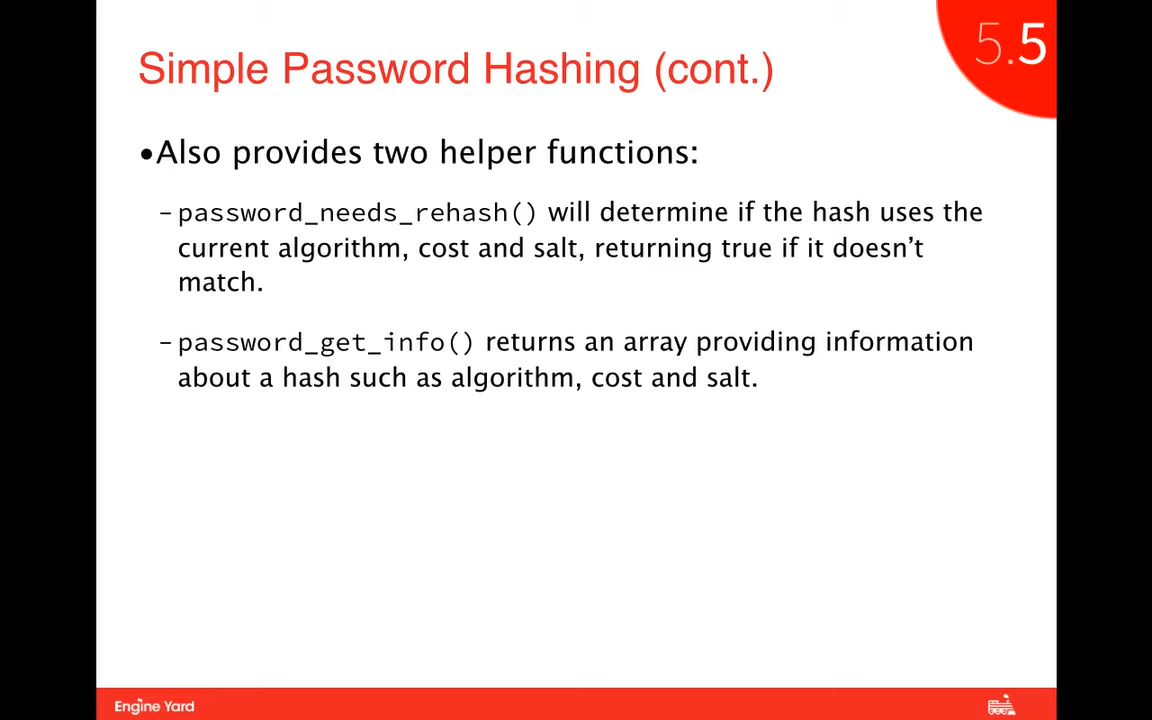 5.5
Simple Password Hashing (cont.)
•Also provides two helper functions:
–password_needs_rehash() will determine if the hash uses the
current algorithm, cost and salt, returning true if it doesn’t
match.
–password_get_info() returns an array providing information
about a hash such as algorithm, cost and salt.
Engine Yard